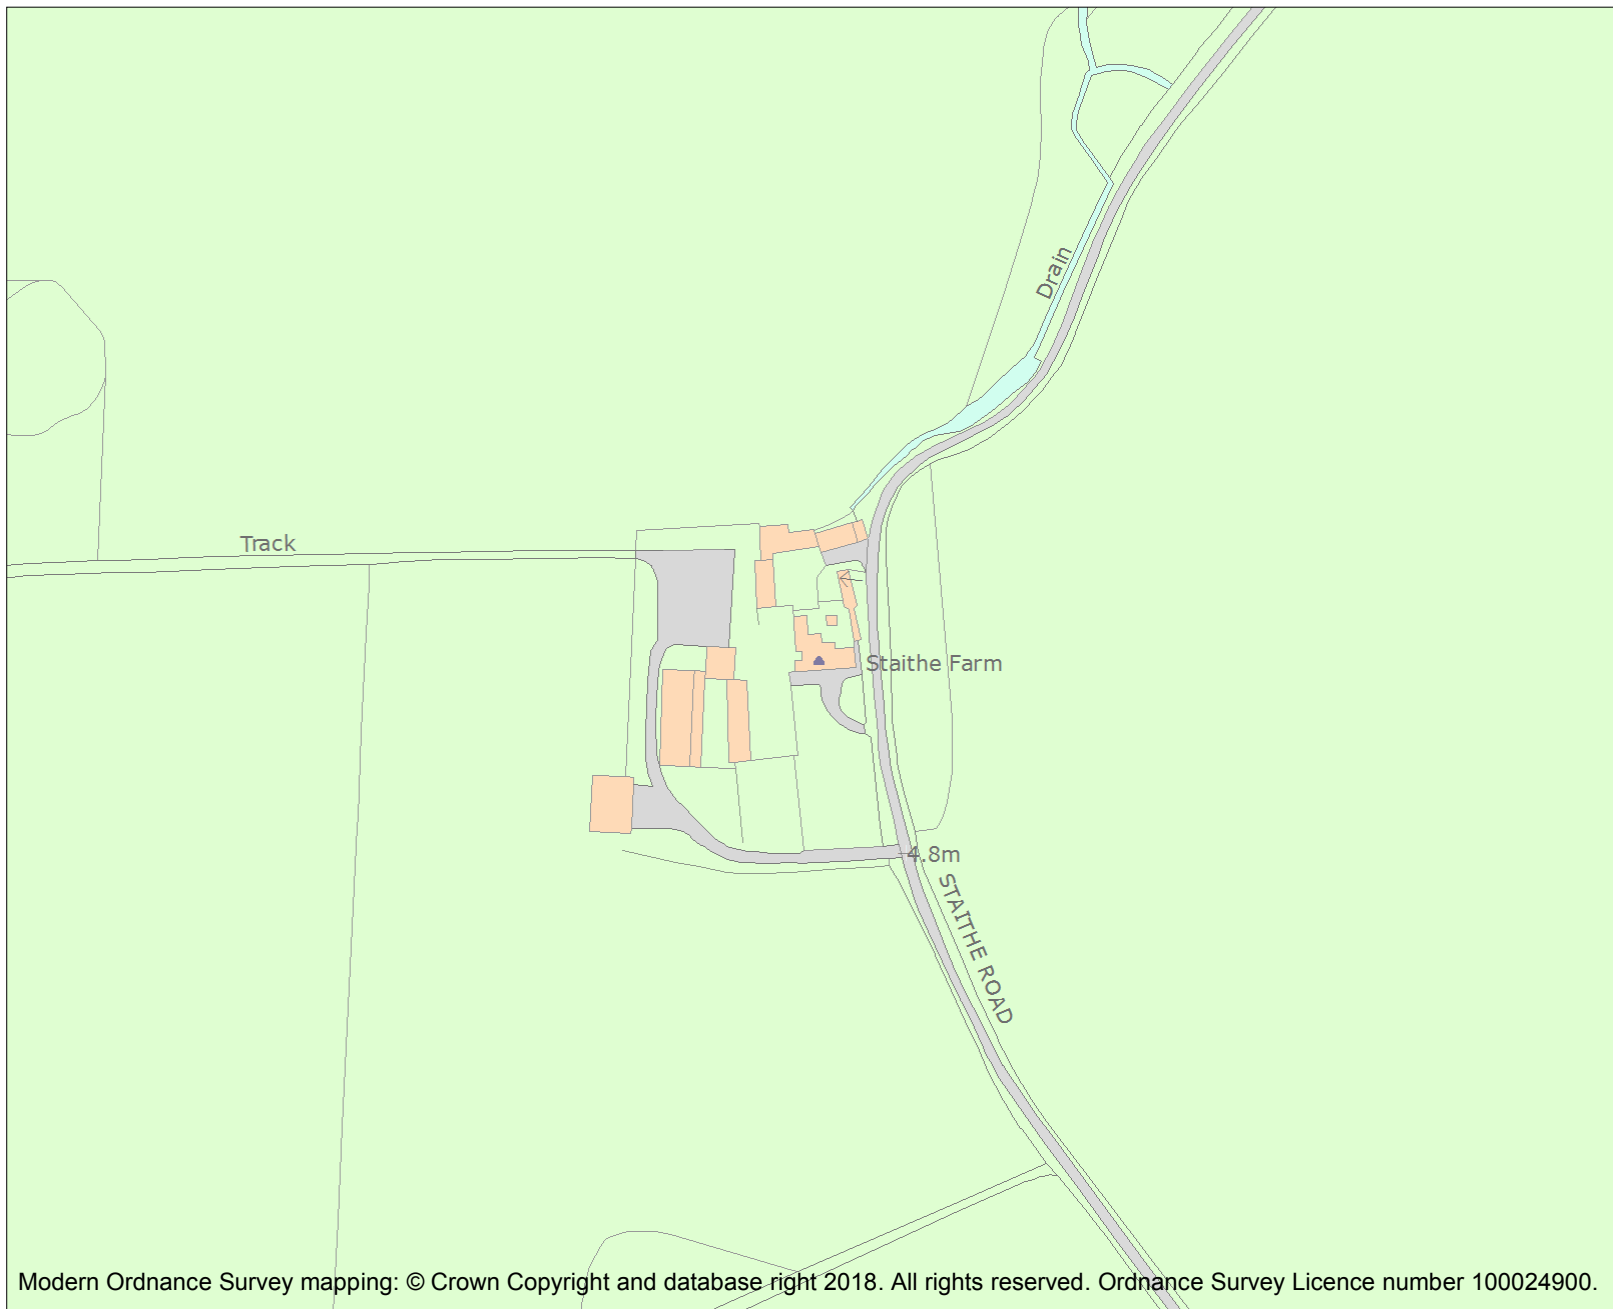 Drain
Track
Staithe Farm
4.8m
STAITHE ROAD
Modern Ordnance Survey mapping: © Crown Copyright and database right 2018. All rights reserved. Ordnance Survey Licence number 100024900.